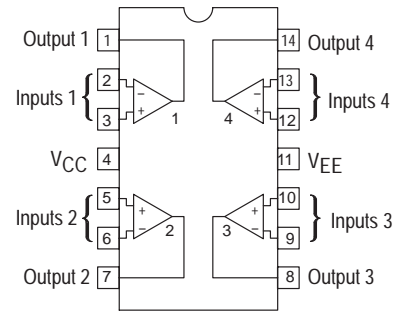 Output 1 1 14 Output 4
2 − − 13
Inputs 1 { } Inputs 4
3 + 1 4 + 12
VCC 4 11 VEE
5 + + 10
Inputs 2 { 2 3 } Inputs 3
6 − − 9
Output 2 7 8 Output 3